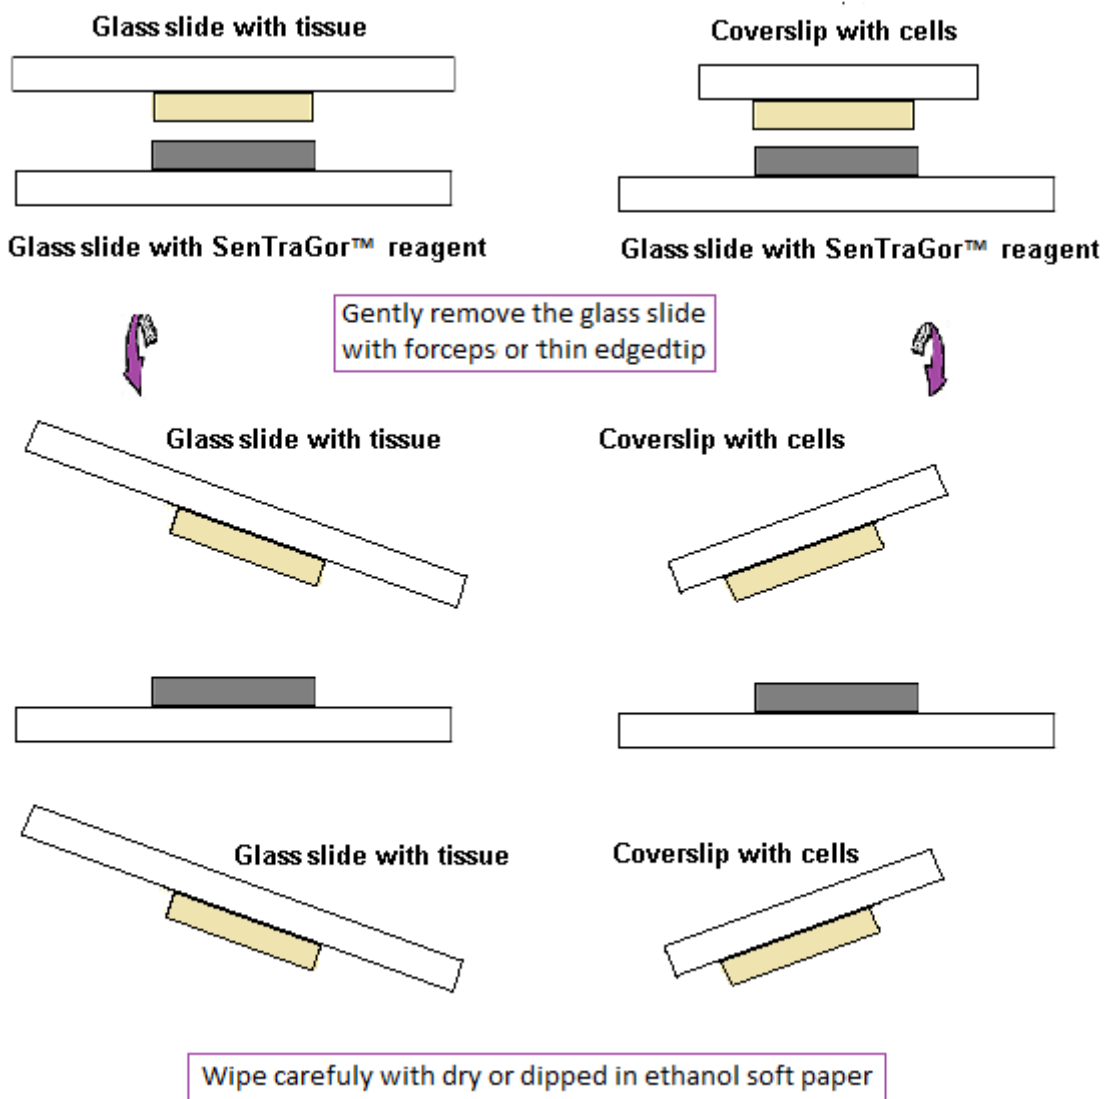 Glass slide with tissue
Coverslip with cells
Glass slide with SenTraGor™ reagent
Glass slide with SenTraGor™ reagent
Gently remove the glass slide
with forceps or thin edgedtip
Glass slide with tissue
Coverslip with cells
Glass slide with tissue
Coverslip with cells
Wipe carefuly with dry or dipped in ethanol soft paper